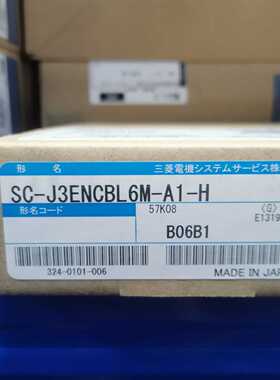 形 名 三菱電機システムサービス株
SC-J3ENCBL6M-A1-H
形名コード 57K08 〈G〉
E1319
B06B1
324-0101-006 MADE IN JAP